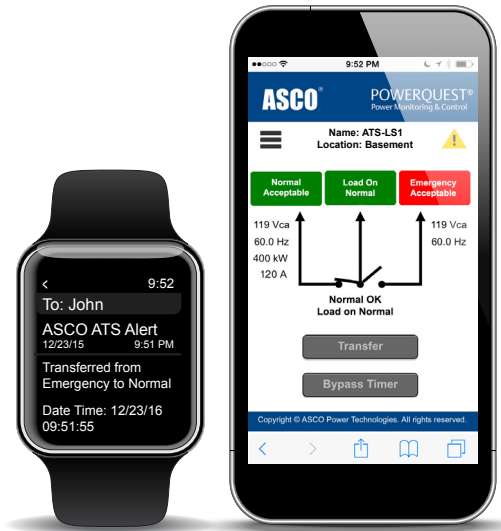 9:52
To: John
ASCO ATS Alert
12/23/15 9:51 PM
Transferred from
Emergency to Normal
Date Time: 12/23/16
09:51:55
9:52 PM
ASCO®
POWERQUEST®
Power Monitoring & Control
Name: ATS-LS1
Location: Basement
Normal
Acceptable
Load On
Normal
Emergency
Acceptable
119 Vca
60.0 Hz
400 kW
120 A
119 Vca
60.0 Hz
Normal OK
Load on Normal
Transfer
Bypass Timer
Copyright © ASCO Power Technologies. All rights reserved.